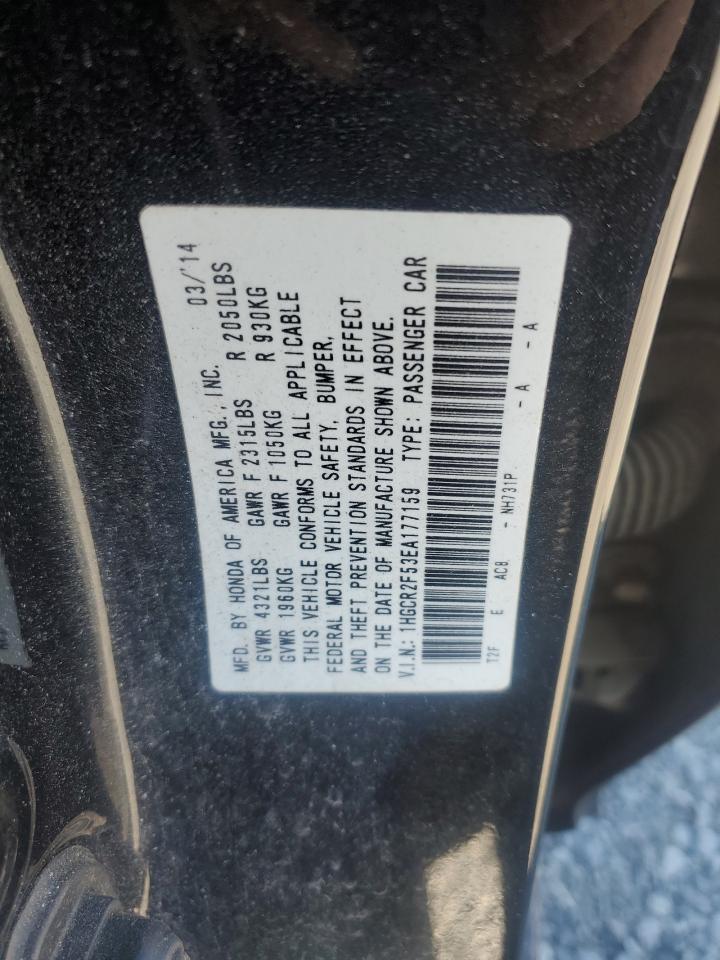 MFD. BY HONDA OF AMERICA MFG., INC. 03/'14
GVWR 4321LBS GAWR F 2315LBS R 2050LBS
GVWR 1960KG GAWR F 1050KG R 930KG
THIS VEHICLE CONFORMS TO ALL APPLICABLE
FEDERAL MOTOR VEHICLE SAFETY, BUMPER,
AND THEFT PREVENTION STANDARDS IN EFFECT
ON THE DATE OF MANUFACTURE SHOWN ABOVE.
V.I.N.: 1HGCR2F53EA177159 TYPE: PASSENGER CAR
E AC8 - NH731P - A - A
T2F